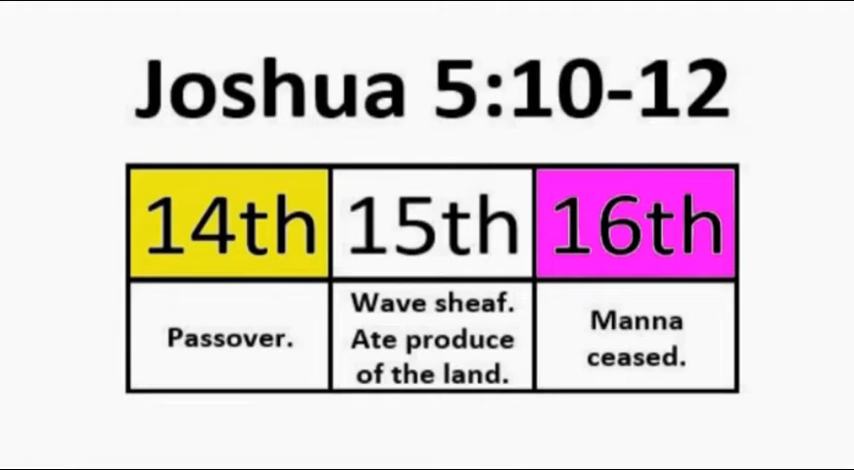 Joshua 5:10-12
14th
15th
16th
Passover.
Wave sheaf.
Ate produce
of the land.
Manna
ceased.